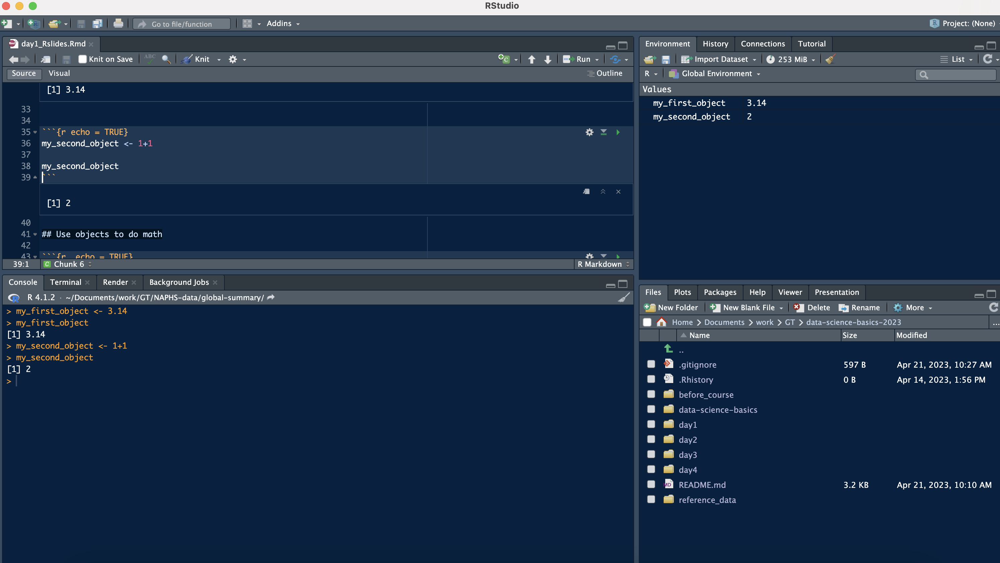 RStudio
Go to file/function
Addins
Project: (None)
day1_Rslides.Rmd
Knit on Save
ABC
Knit
Run
Source
Visual
Outline
[1] 3.14
33
34
35 ```{r echo = TRUE}
36 my_second_object <- 1+1
37
38 my_second_object
39 ```
[1] 2
40
41 ## Use objects to do math
42
43 ```{r  echo = TRUE}
39:1
C Chunk 6
R Markdown
Console
Terminal
Render
Background Jobs
R 4.1.2 · ~/Documents/work/GT/NAPHS-data/global-summary/
> my_first_object <- 3.14
> my_first_object
[1] 3.14
> my_second_object <- 1+1
> my_second_object
[1] 2
>
Environment
History
Connections
Tutorial
Import Dataset
253 MiB
List
R
Global Environment
Values
my_first_object 3.14
my_second_object 2
Files
Plots
Packages
Help
Viewer
Presentation
New Folder
New Blank File
Delete
Rename
More
Home > Documents > work > GT > data-science-basics-2023 ...
Name Size Modified
..
.gitignore 597 B Apr 21, 2023, 10:27 AM
.Rhistory 0 B Apr 14, 2023, 1:56 PM
before_course
data-science-basics
day1
day2
day3
day4
MD README.md 3.2 KB Apr 21, 2023, 10:10 AM
reference_data